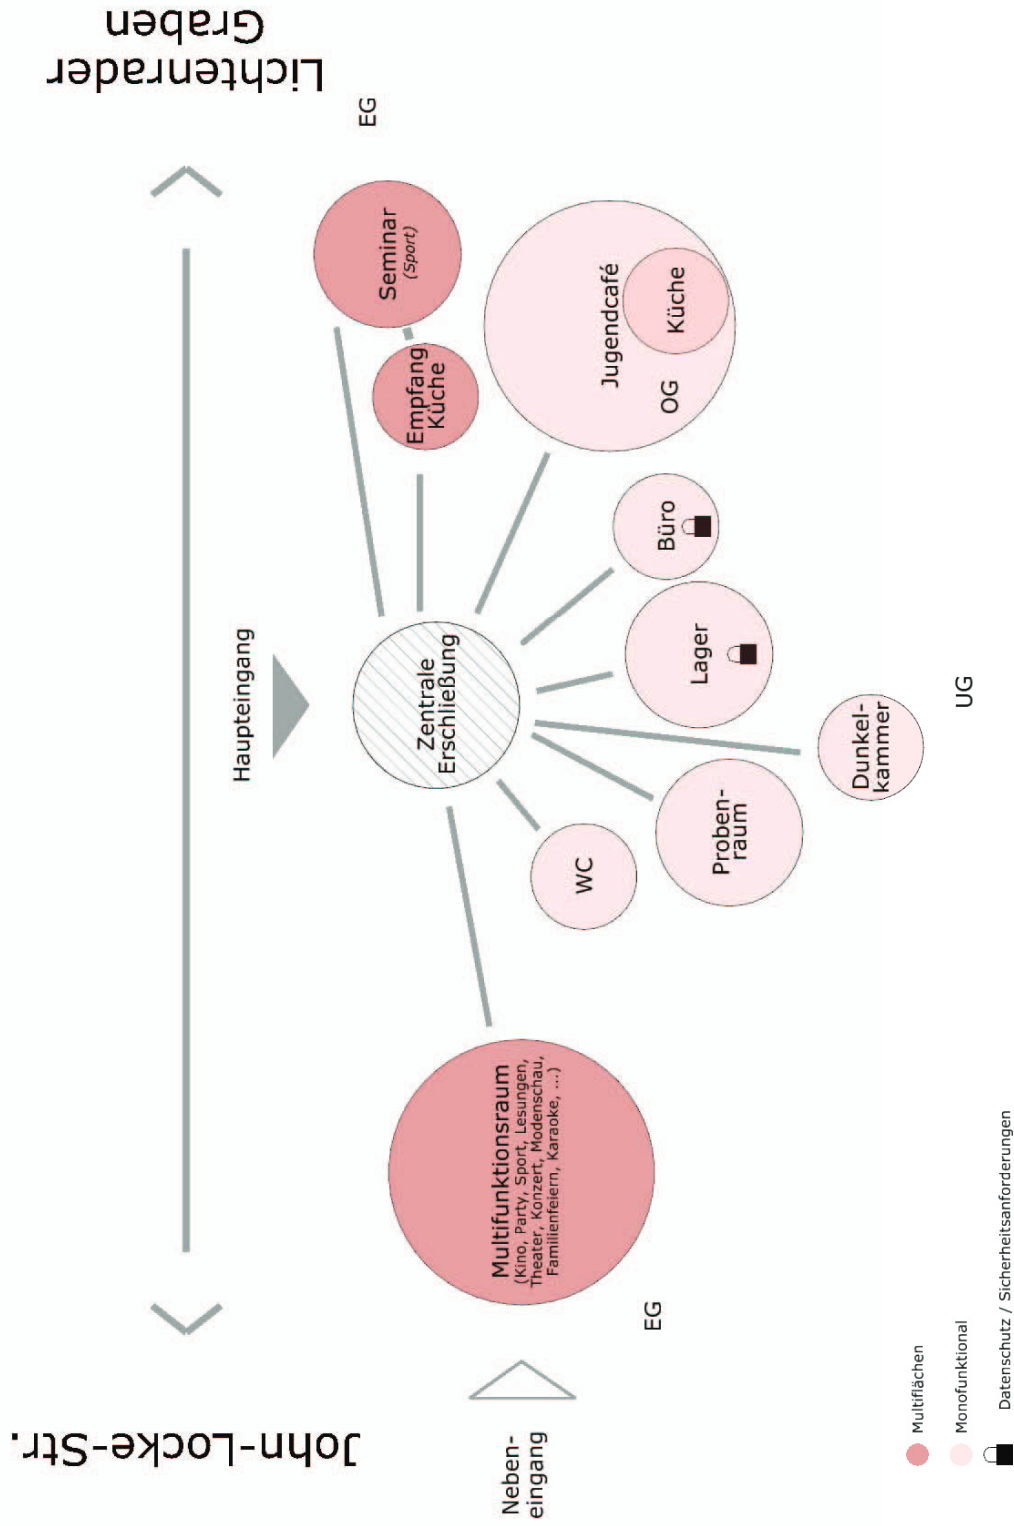 John-Locke-Str.
Lichtenrader
Graben
Haupteingang
EG
Seminar
(Sport)
Empfang
Küche
Zentrale
Erschließung
Jugendcafé
OG
Küche
Multifunktionsraum
(Kino, Party, Sport, Lesungen,
Theater, Konzert, Modenschau,
Familienfeiern, Karaoke, ...)
EG
Neben-
eingang
WC
Büro
Lager
Proben-
raum
Dunkel-
kammer
UG
Multiflächen
Monofunktional
Datenschutz / Sicherheitsanforderungen